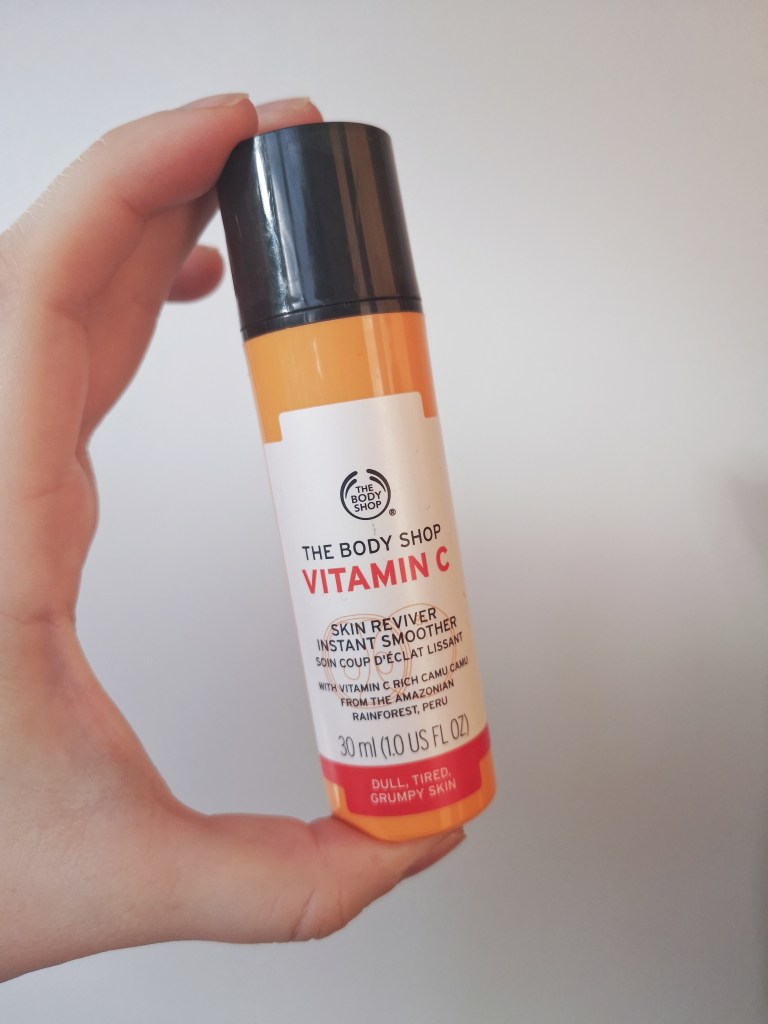 THE
BODY
SHOP
®
THE BODY SHOP
VITAMIN C
SKIN REVIVER
INSTANT SMOOTHER
SOIN COUP D'ÉCLAT LISSANT
WITH VITAMIN C RICH CAMU CAMU
FROM THE AMAZONIAN
RAINFOREST, PERU
30 ml (1.0 US FL OZ)
DULL, TIRED,
GRUMPY SKIN